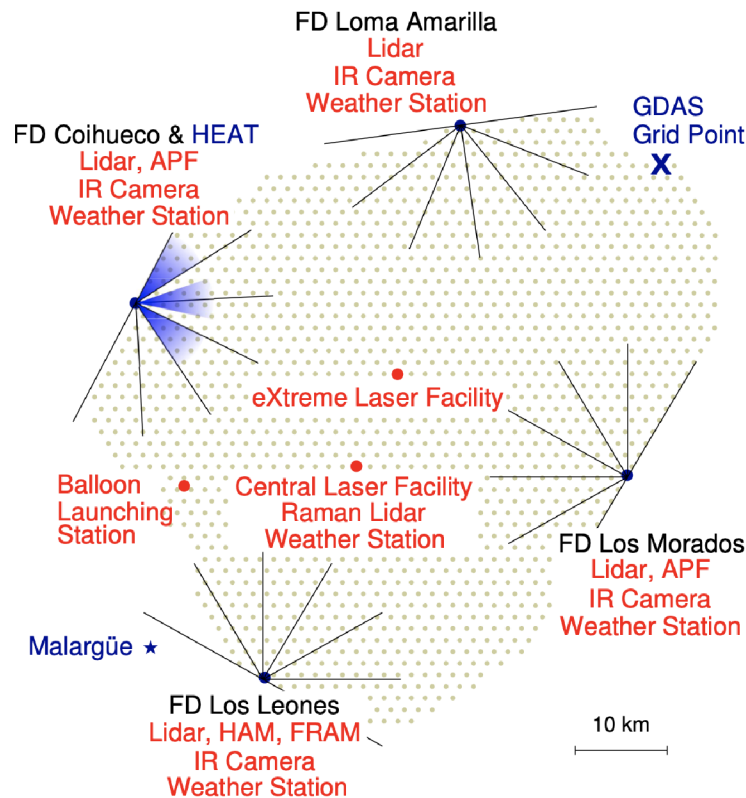 FD Loma Amarilla
Lidar
IR Camera
Weather Station
GDAS
Grid Point
X
FD Coihueco & HEAT
Lidar, APF
IR Camera
Weather Station
eXtreme Laser Facility
Balloon
Launching
Station
Central Laser Facility
Raman Lidar
Weather Station
FD Los Morados
Lidar, APF
IR Camera
Weather Station
Malargüe
FD Los Leones
Lidar, HAM, FRAM
IR Camera
Weather Station
10 km